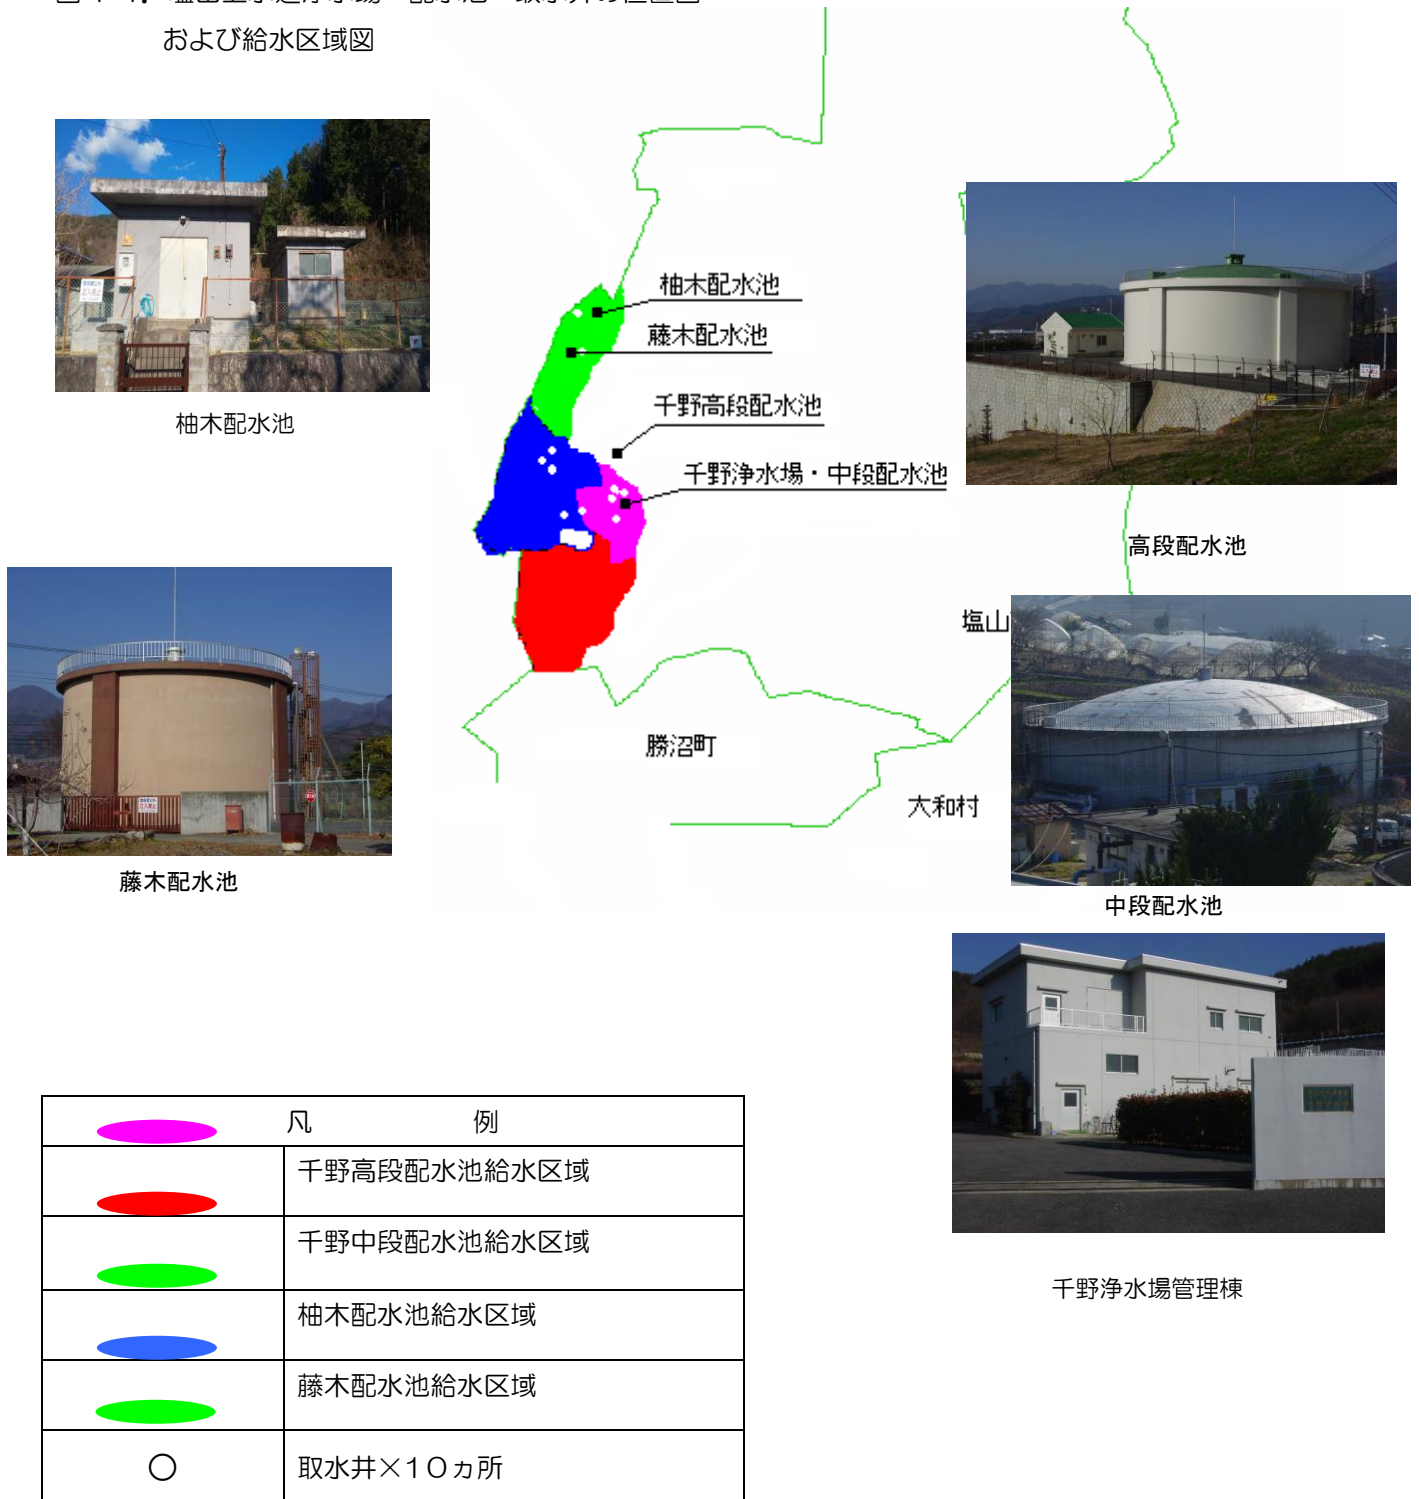 および給水区域図
柚木配水池
藤木配水池
千野高段配水池
千野浄水場・中段配水池
柚木配水池
高段配水池
塩山
勝沼町
大和村
藤木配水池
中段配水池
千野浄水場管理棟
凡 例
千野高段配水池給水区域
千野中段配水池給水区域
柚木配水池給水区域
藤木配水池給水区域
取水井×10ヵ所